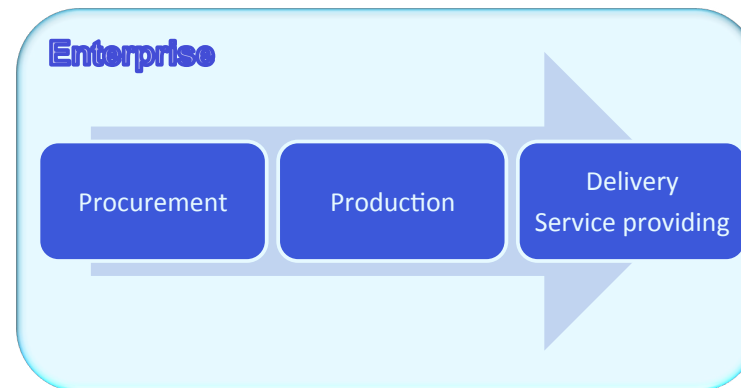 Enterprise
Procurement
Production
Delivery
Service providing